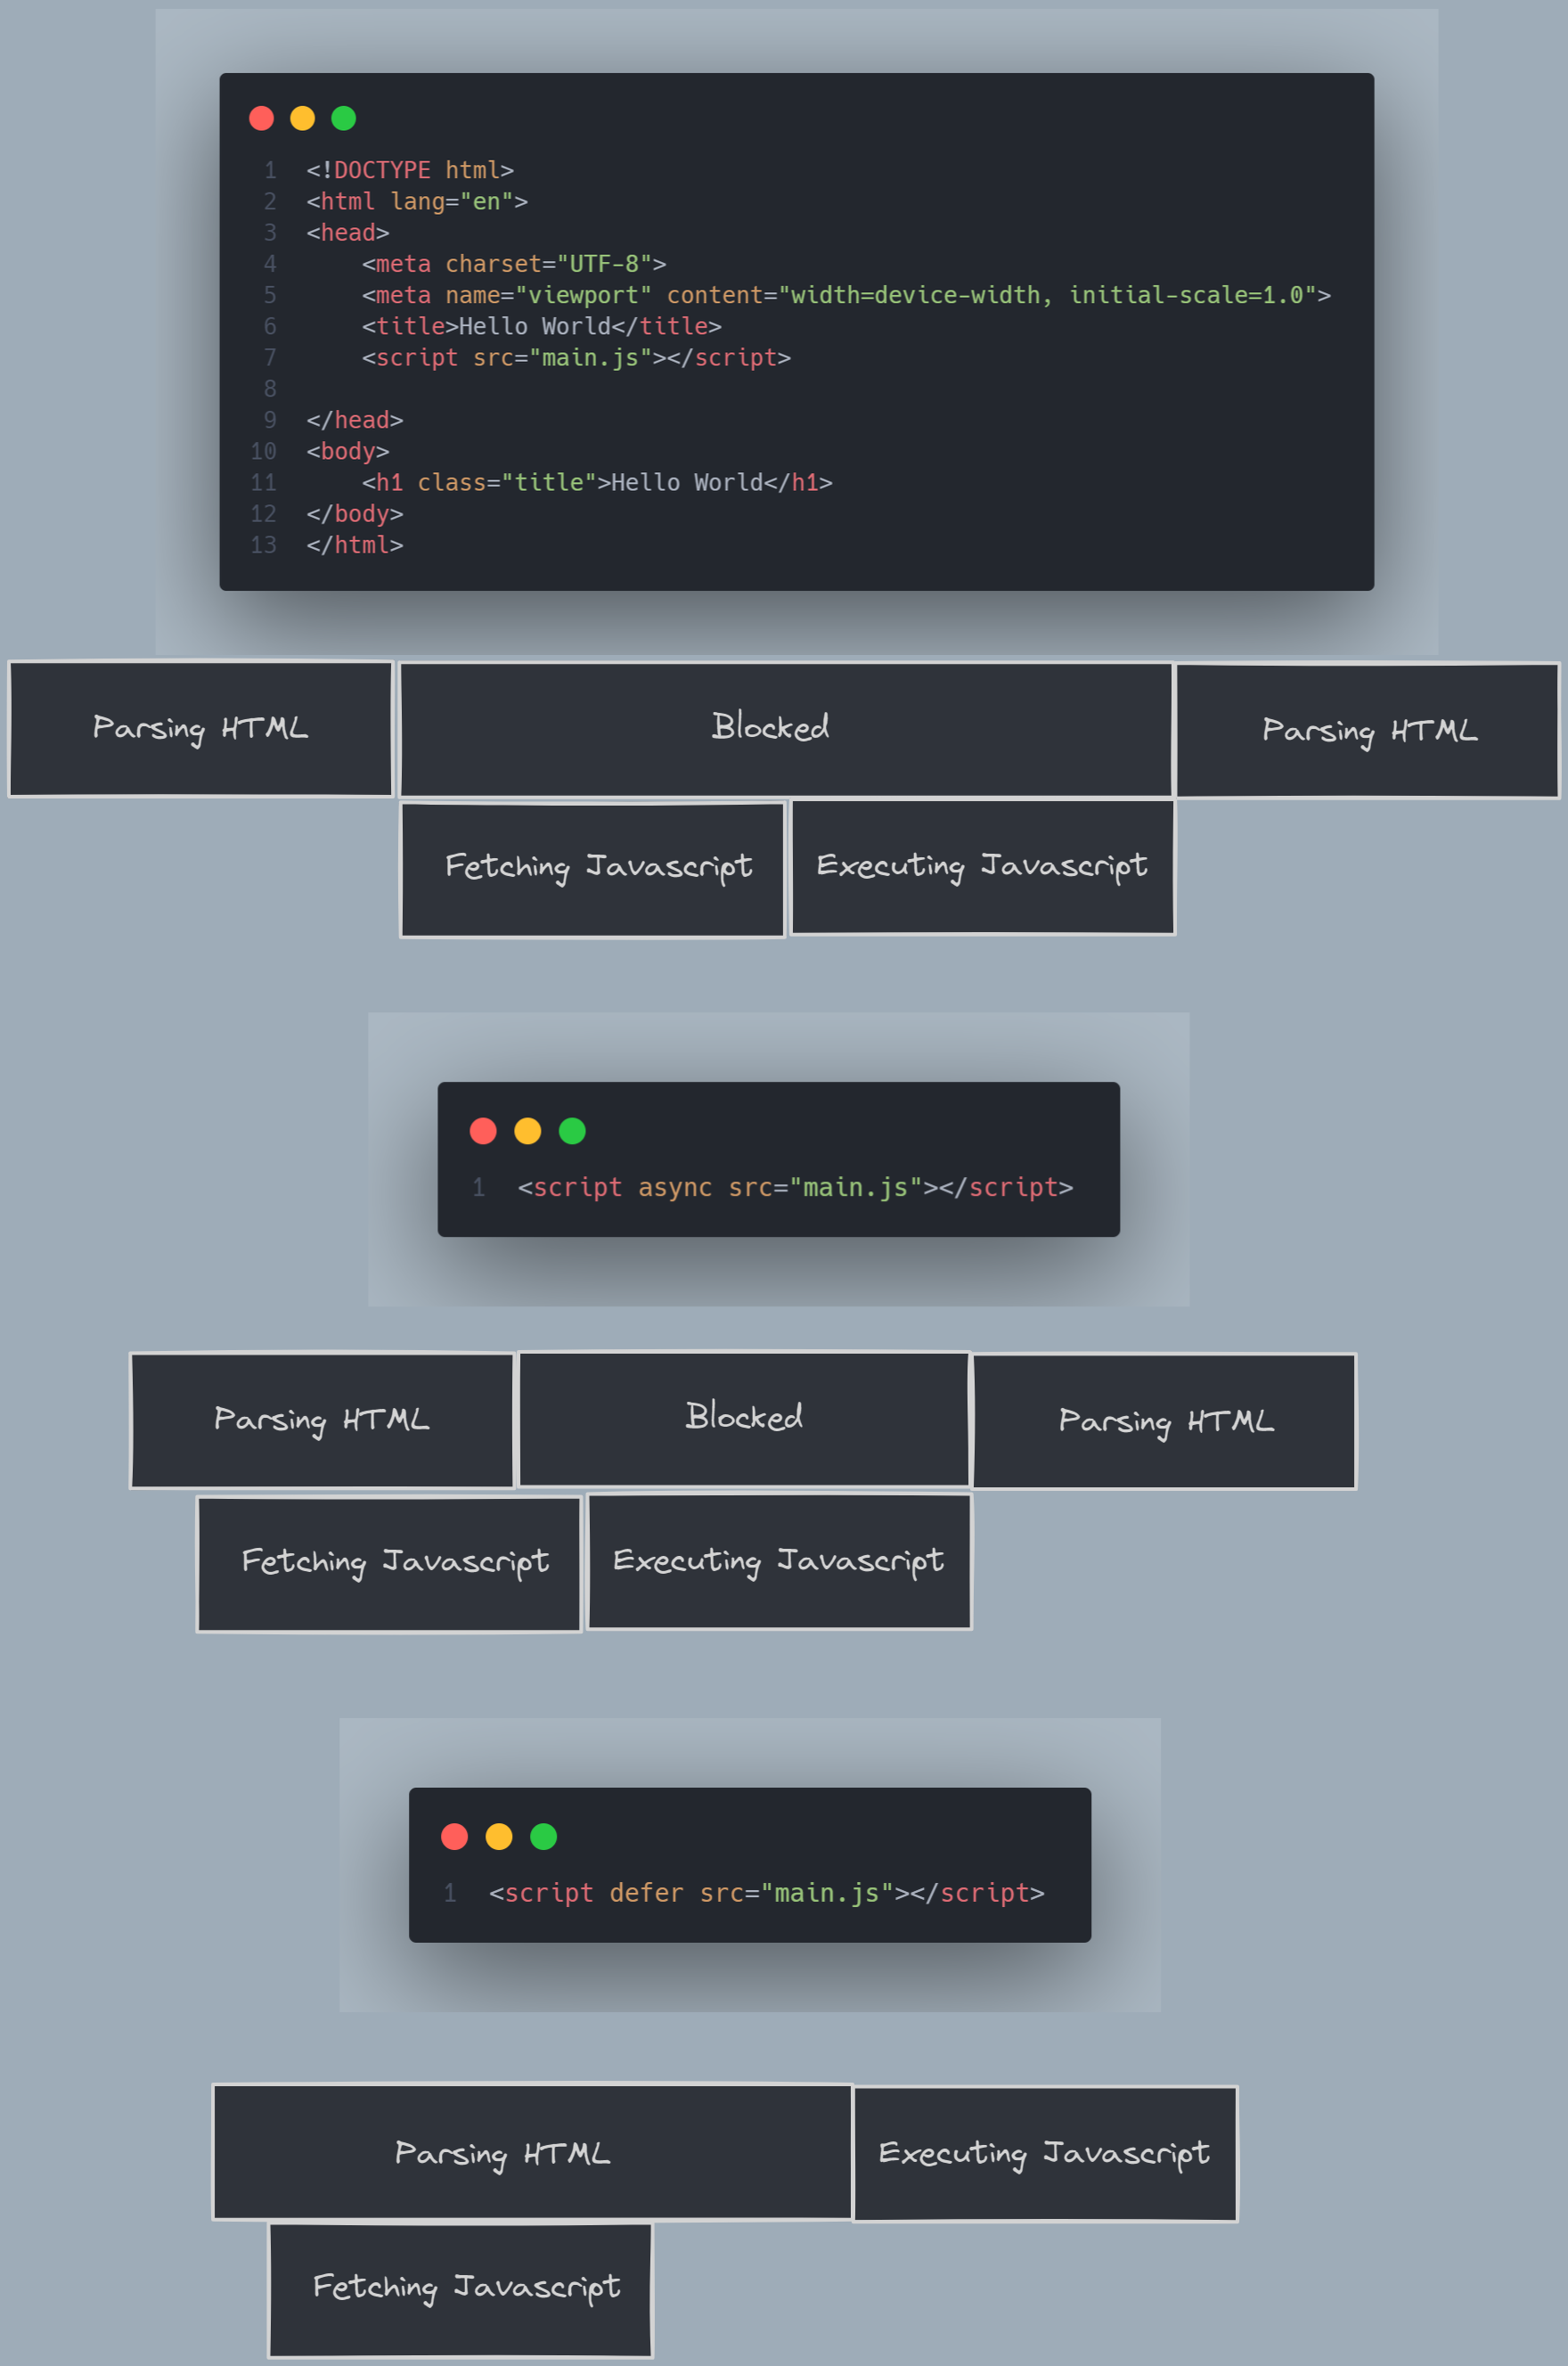 1 <!DOCTYPE html>
2 <html lang="en">
3 <head>
4     <meta charset="UTF-8">
5     <meta name="viewport" content="width=device-width, initial-scale=1.0">
6     <title>Hello World</title>
7     <script src="main.js"></script>
8
9 </head>
10 <body>
11     <h1 class="title">Hello World</h1>
12 </body>
13 </html>
Parsing HTML
Blocked
Parsing HTML
Fetching Javascript
Executing Javascript
1 <script async src="main.js"></script>
Parsing HTML
Blocked
Parsing HTML
Fetching Javascript
Executing Javascript
1 <script defer src="main.js"></script>
Parsing HTML
Executing Javascript
Fetching Javascript